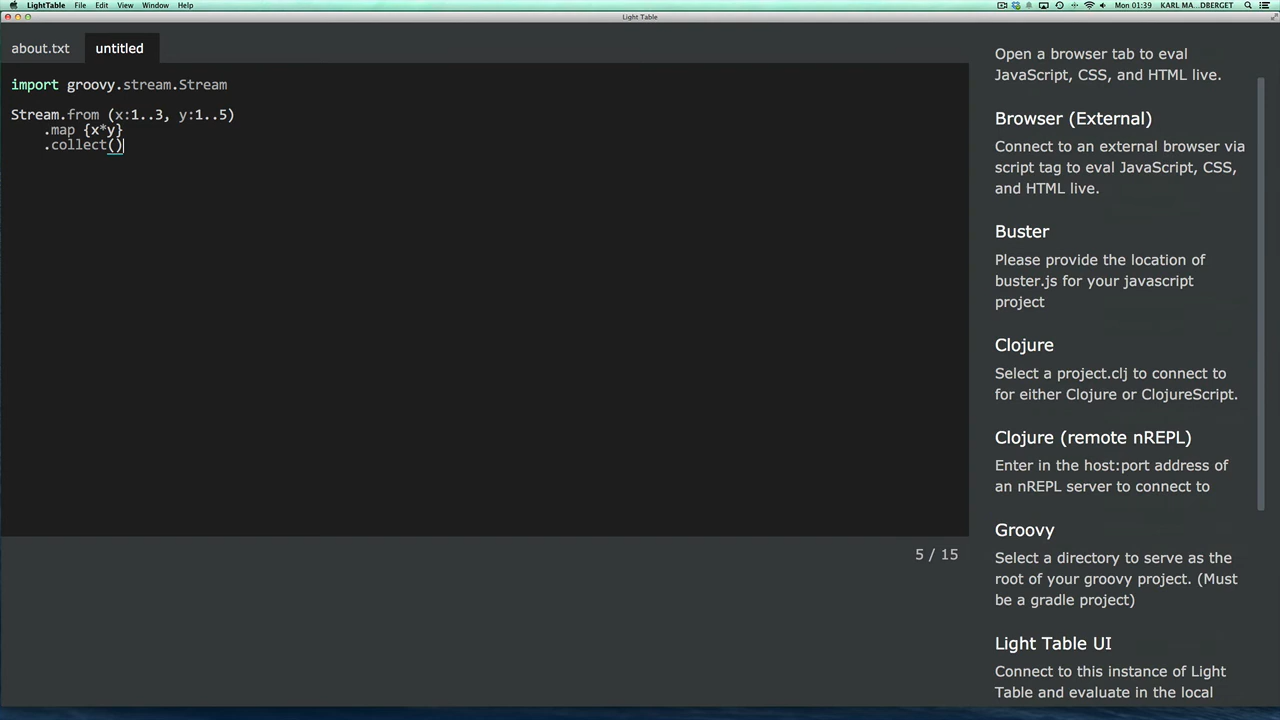 LightTable File Edit View Window Help
Mon 01:39 KARL MA...DBERGET
Light Table
about.txt untitled
import groovy.stream.Stream
Stream.from (x:1..3, y:1..5)
.map {x*y}
.collect()
5 / 15
Open a browser tab to eval
JavaScript, CSS, and HTML live.
Browser (External)
Connect to an external browser via
script tag to eval JavaScript, CSS,
and HTML live.
Buster
Please provide the location of
buster.js for your javascript
project
Clojure
Select a project.clj to connect to
for either Clojure or ClojureScript.
Clojure (remote nREPL)
Enter in the host:port address of
an nREPL server to connect to
Groovy
Select a directory to serve as the
root of your groovy project. (Must
be a gradle project)
Light Table UI
Connect to this instance of Light
Table and evaluate in the local